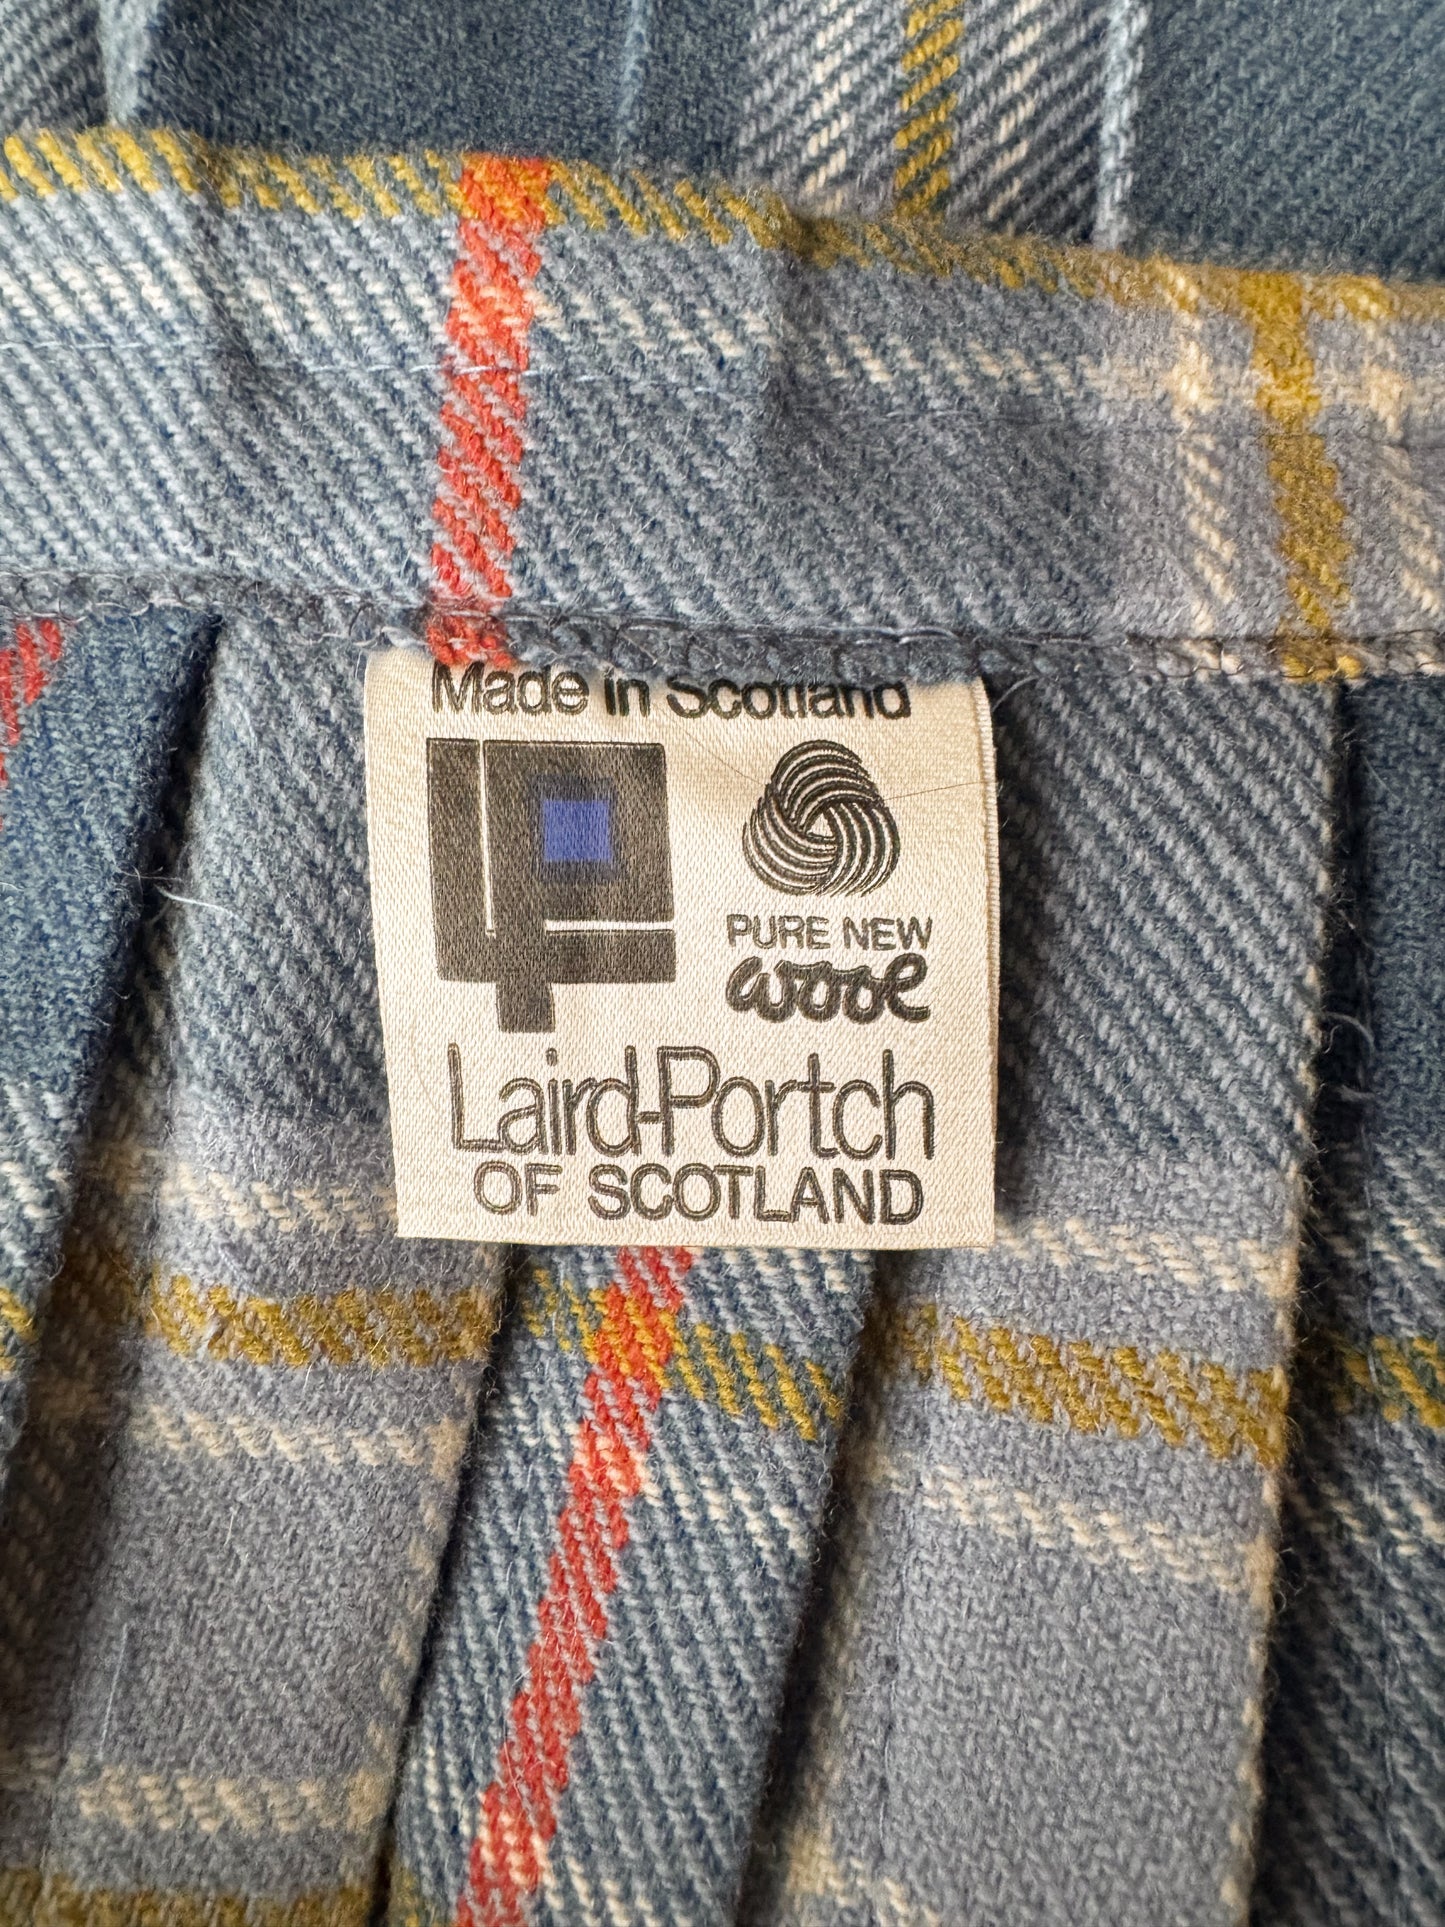 Made in Scotland
PURE NEW
wool
Laird-Portch
OF SCOTLAND